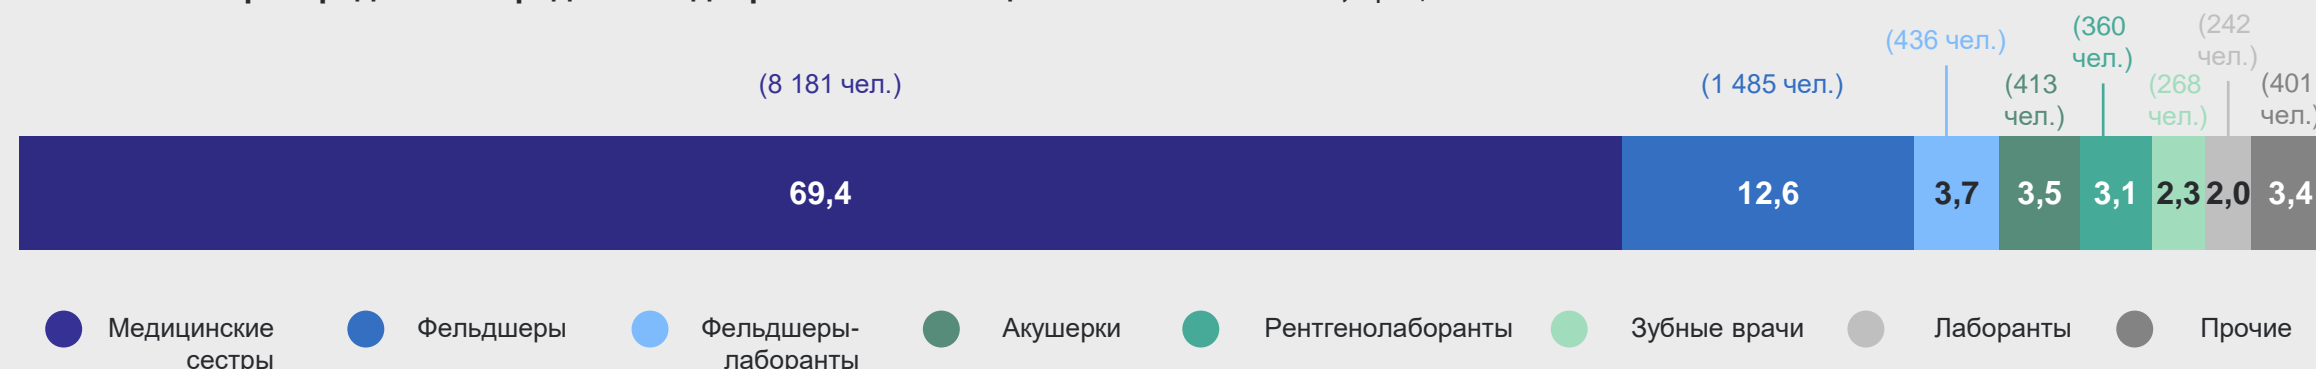 (8 181 чел.)
(1 485 чел.)
(436 чел.)
(413
чел.)
(360
чел.)
(268
чел.)
(242
чел.)
(401
чел.)
69,4
12,6
3,7
3,5
3,1
2,3
2,0
3,4
Медицинские
сестры
Фельдшеры
Фельдшеры-
лаборанты
Акушерки
Рентгенолаборанты
Зубные врачи
Лаборанты
Прочие